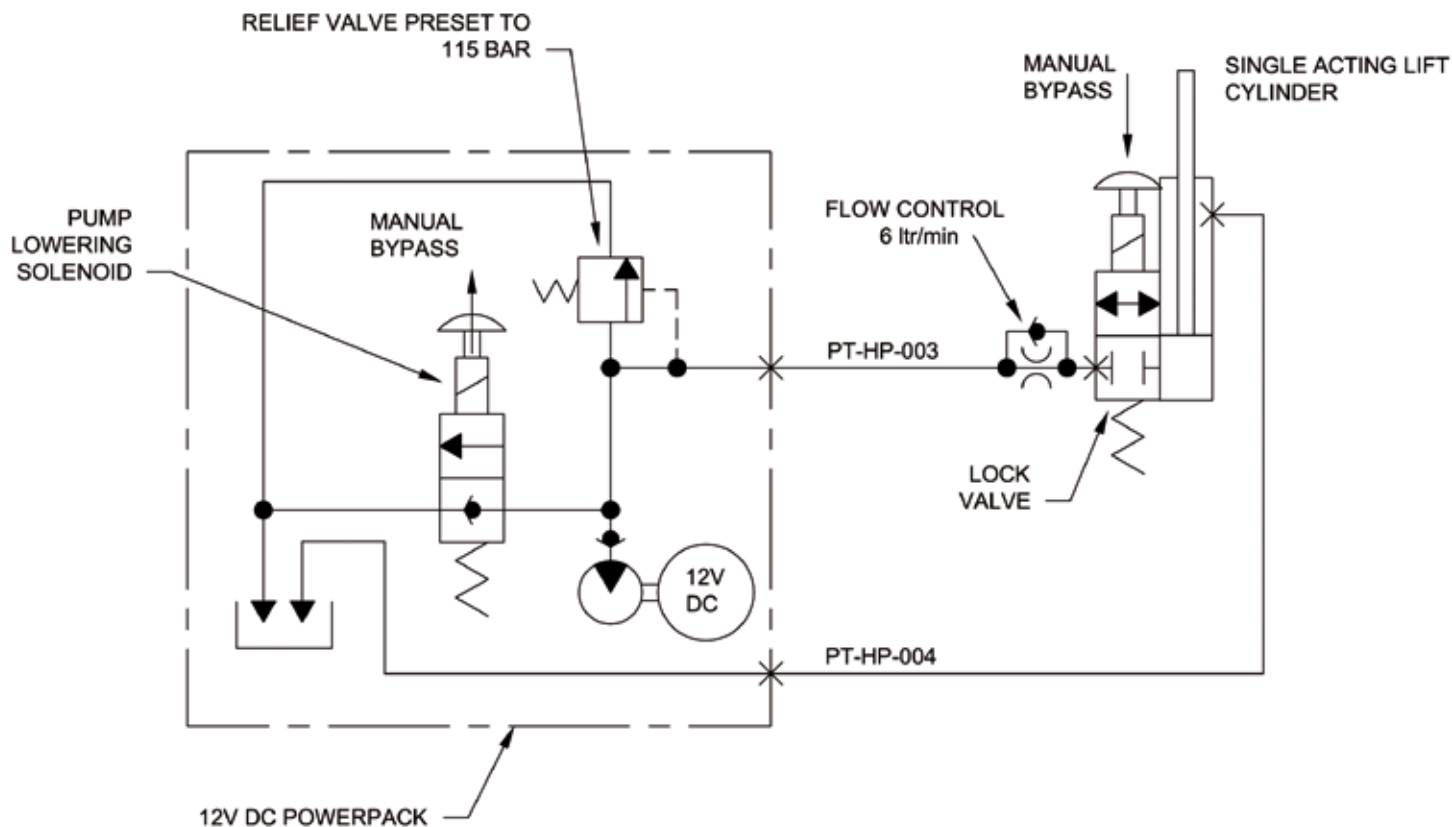 RELIEF VALVE PRESET TO
115 BAR
MANUAL
BYPASS
SINGLE ACTING LIFT
CYLINDER
PUMP
LOWERING
SOLENOID
MANUAL
BYPASS
FLOW CONTROL
6 ltr/min
PT-HP-003
LOCK
VALVE
12V
DC
PT-HP-004
12V DC POWERPACK